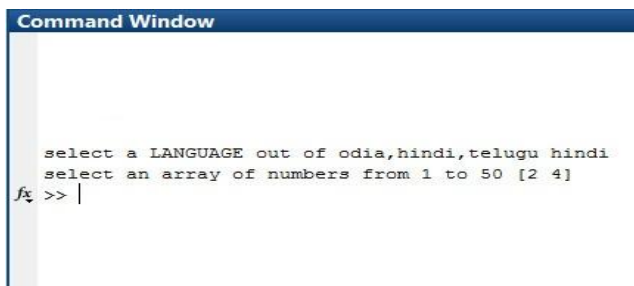 Command Window
select a LANGUAGE out of odia,hindi,telugu hindi
select an array of numbers from 1 to 50 [2 4]
fx >>